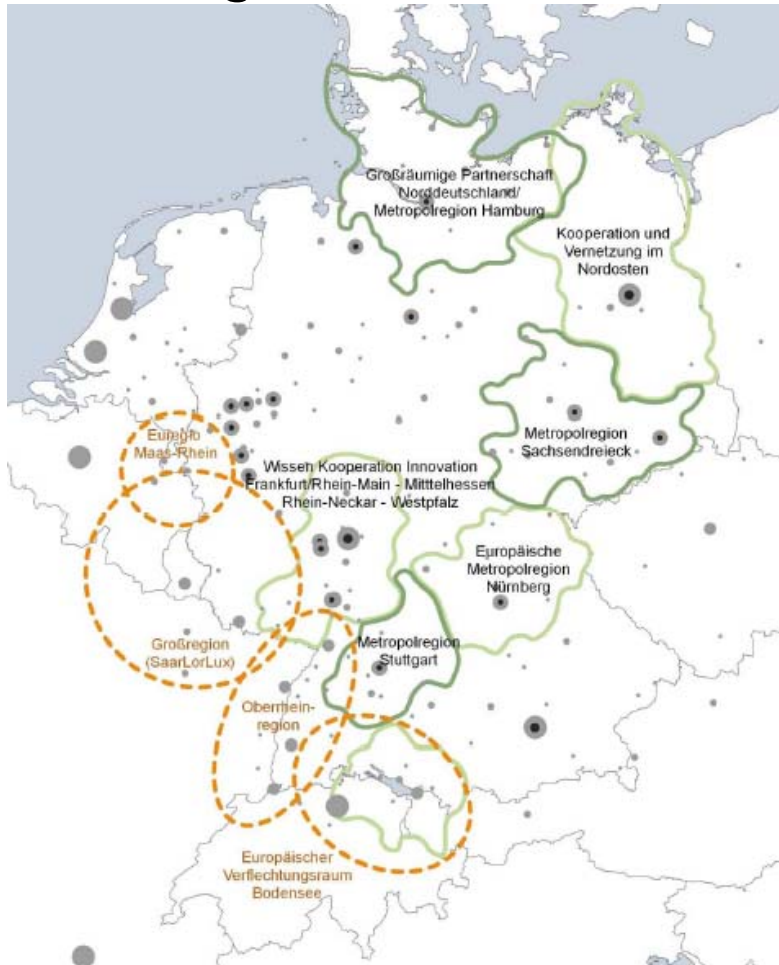 g
Großräumige Partnerschaft
Norddeutschland/
Metropolregion Hamburg
Kooperation und
Vernetzung im
Nordosten
Metropolregion
Sachsendreieck
Euregio
Maas-Rhein
Wissen Kooperation Innovation
Frankfurt/Rhein-Main - Mitttelhessen
Rhein-Neckar - Westpfalz
Europäische
Metropolregion
Nürnberg
Großregion
(SaarLorLux)
Metropolregion
Stuttgart
Oberrhein-
region
Europäischer
Verflechtungsraum
Bodensee